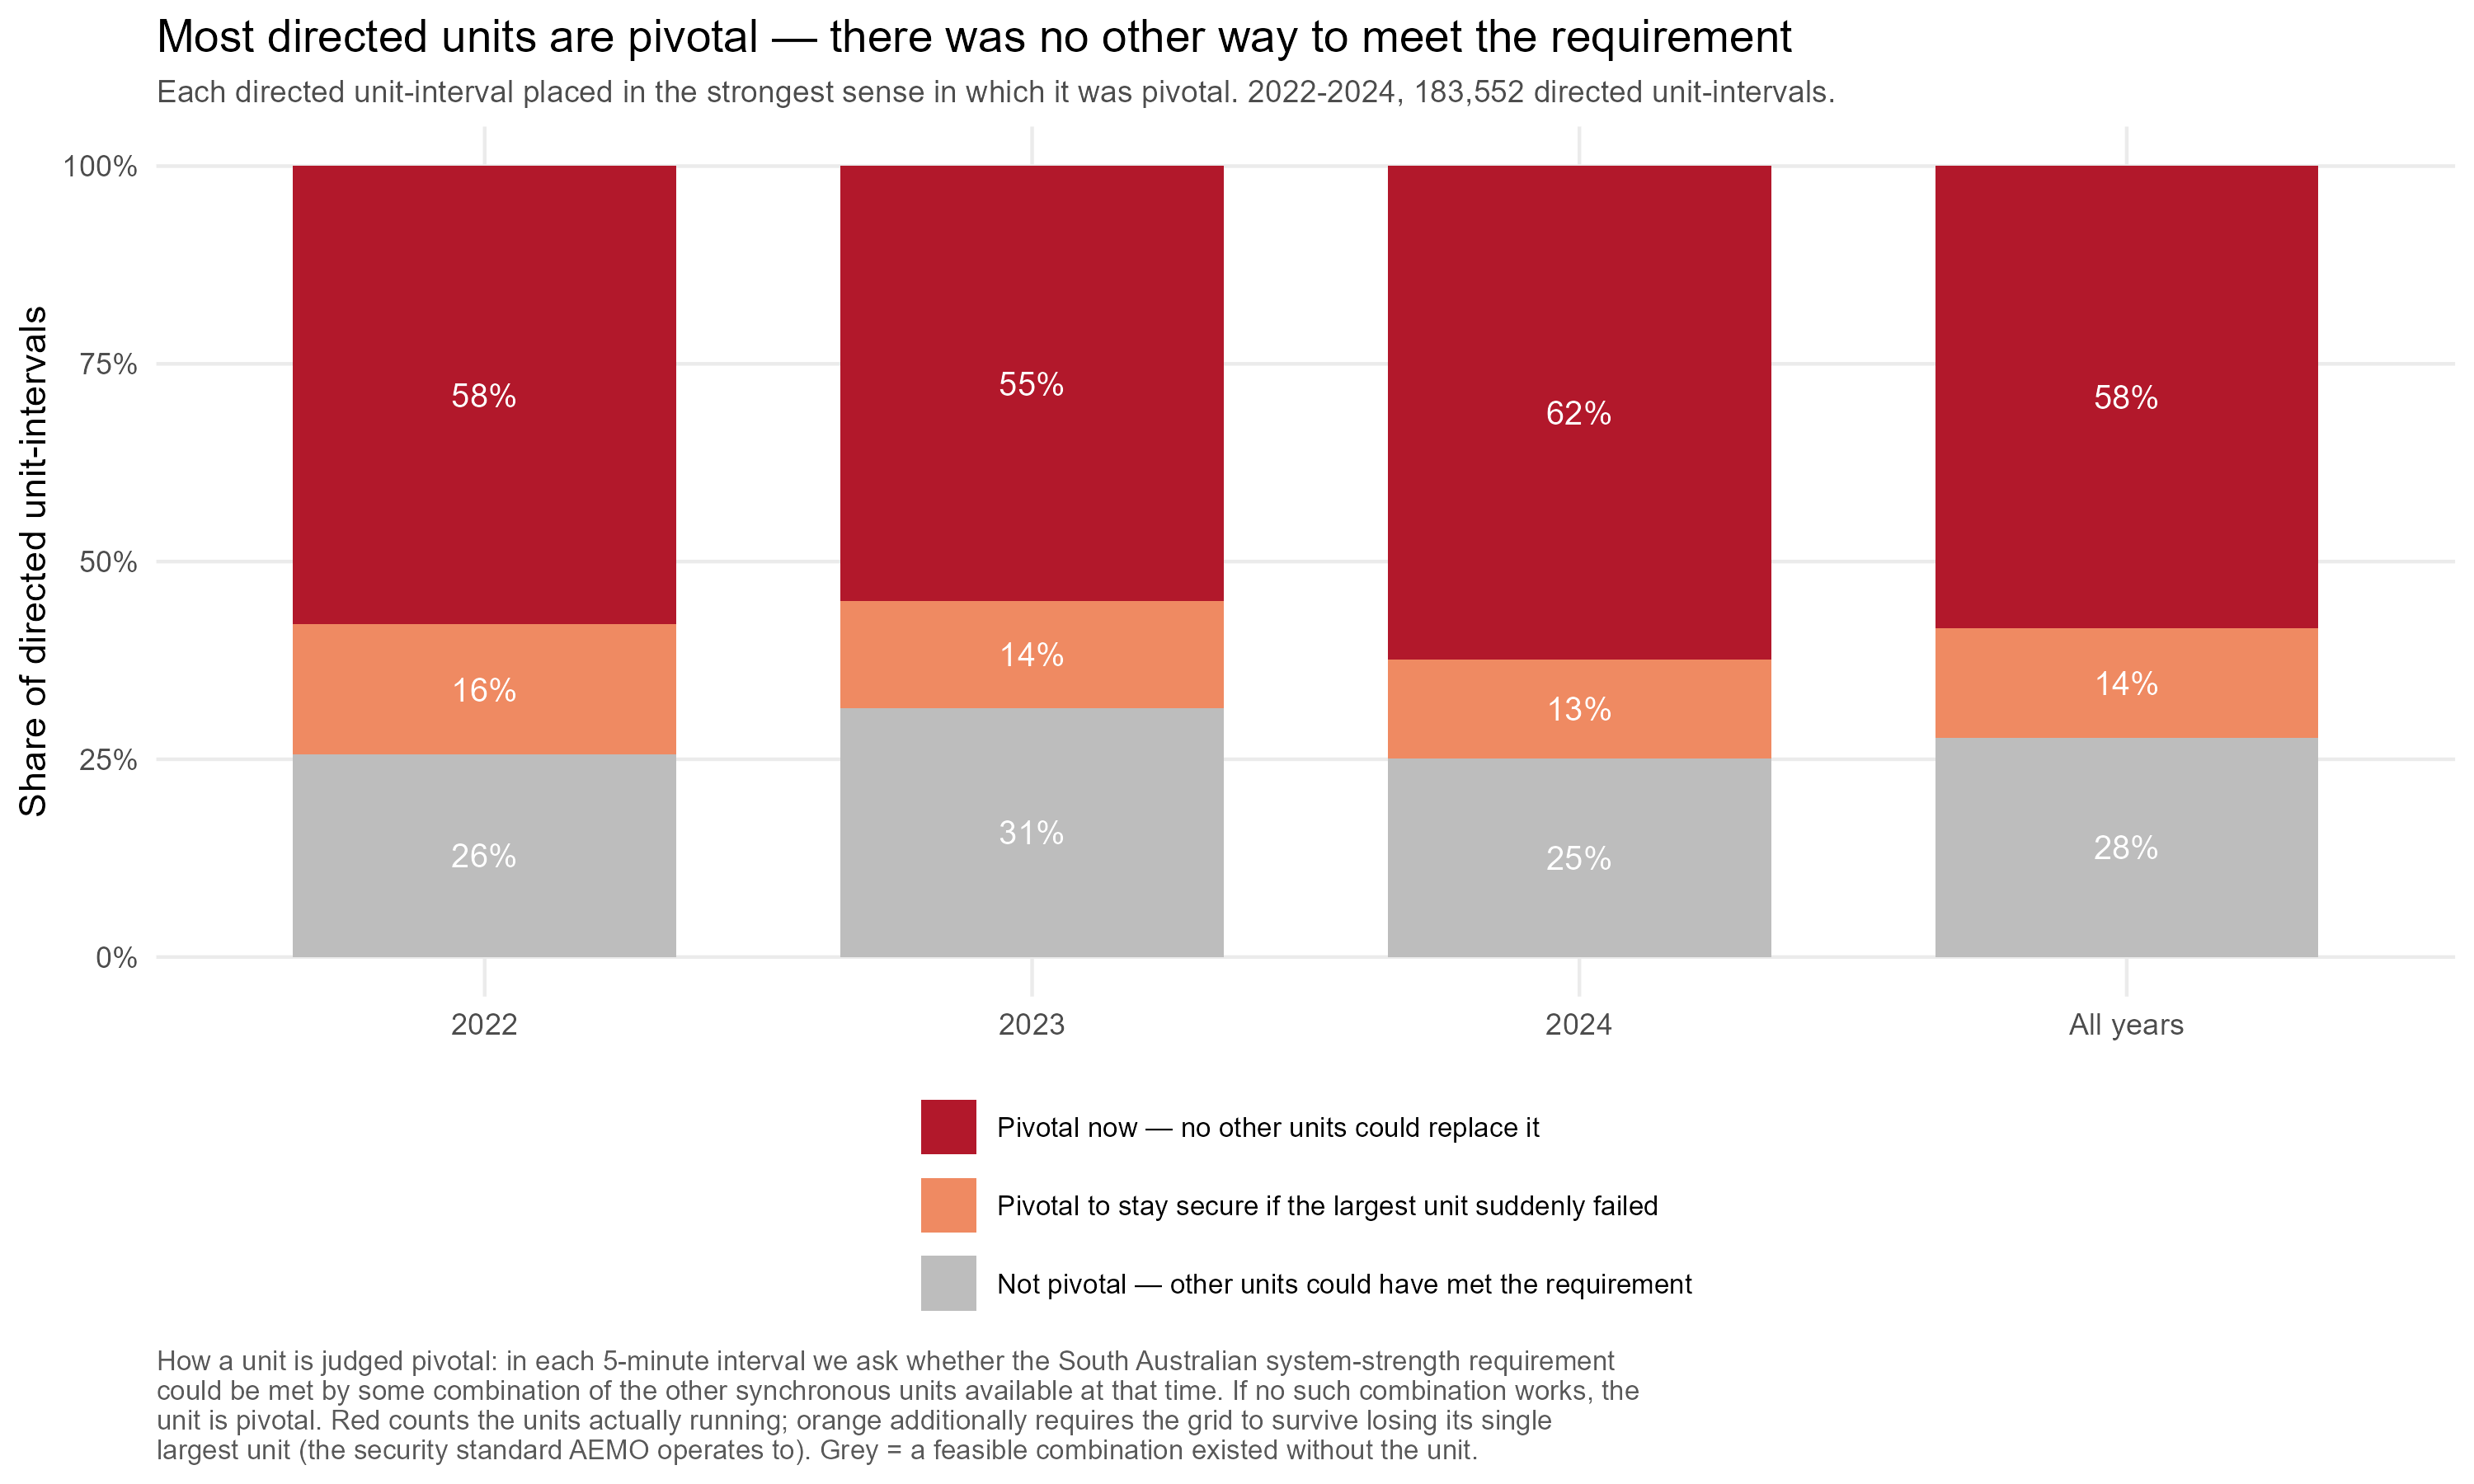 Most directed units are pivotal — there was no other way to meet the requirement
Each directed unit-interval placed in the strongest sense in which it was pivotal. 2022-2024, 183,552 directed unit-intervals.
Share of directed unit-intervals
100%
75%
50%
25%
0%
58%
16%
26%
55%
14%
31%
62%
13%
25%
58%
14%
28%
2022
2023
2024
All years
Pivotal now — no other units could replace it
Pivotal to stay secure if the largest unit suddenly failed
Not pivotal — other units could have met the requirement
How a unit is judged pivotal: in each 5-minute interval we ask whether the South Australian system-strength requirement
could be met by some combination of the other synchronous units available at that time. If no such combination works, the
unit is pivotal. Red counts the units actually running; orange additionally requires the grid to survive losing its single
largest unit (the security standard AEMO operates to). Grey = a feasible combination existed without the unit.